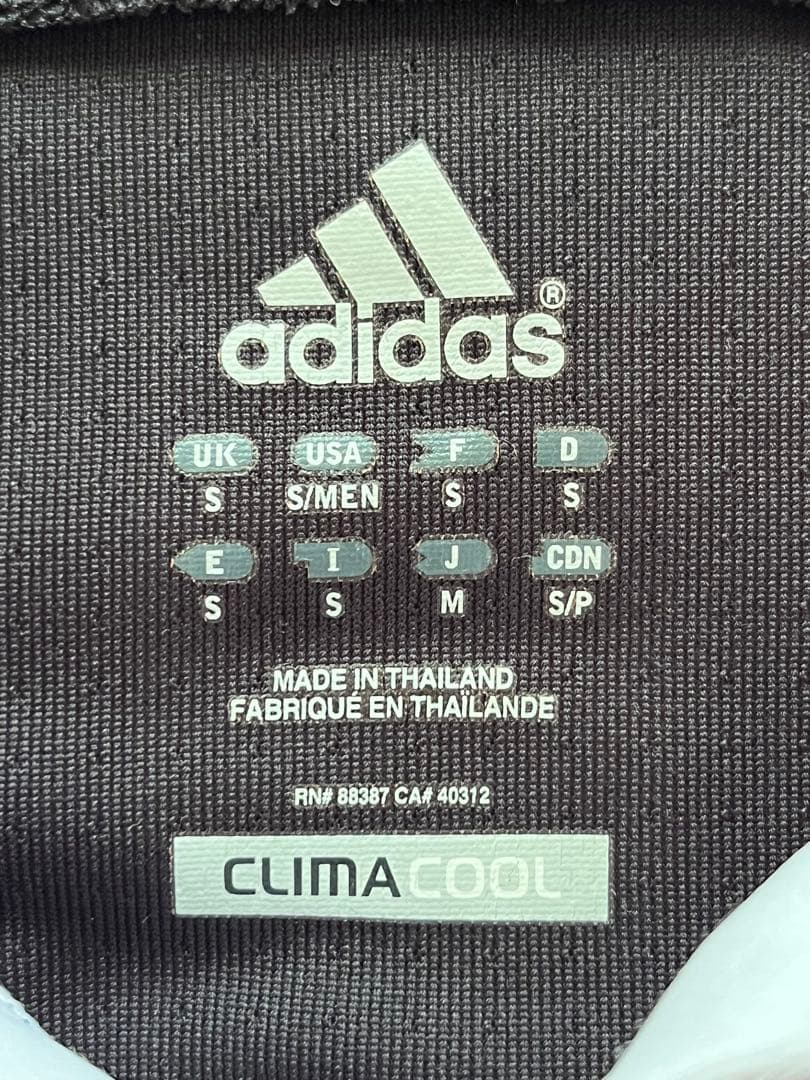 adidas®
UK USA F D
S S/MEN S S
E I J CDN
S S M S/P
MADE IN THAILAND
FABRIQUÉ EN THAÏLANDE
RN# 88387 CA# 40312
CLIMACOOL